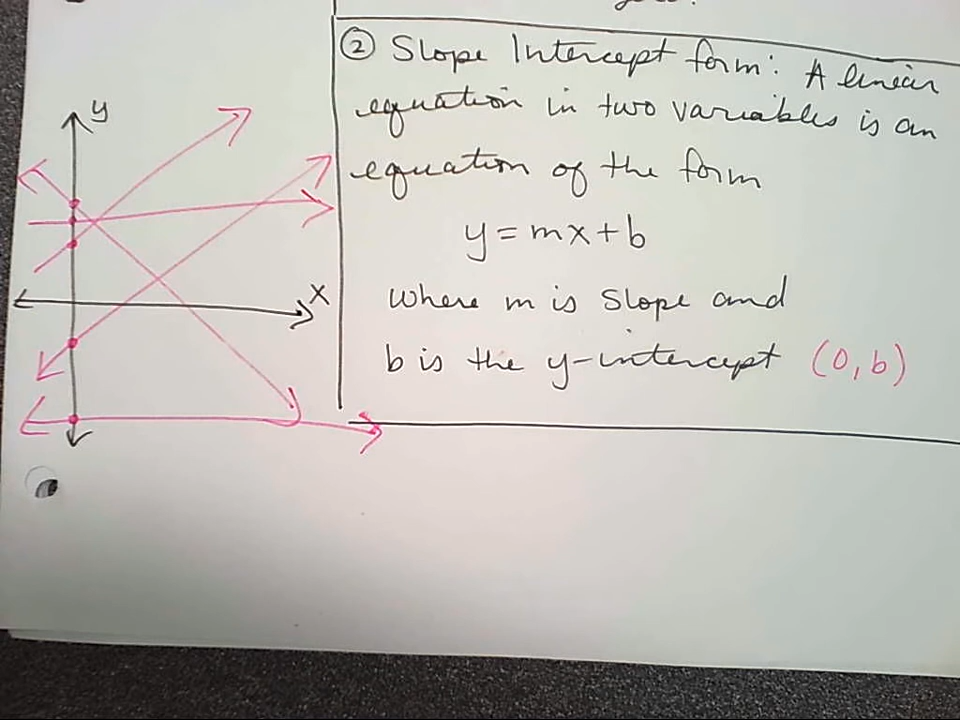 ② Slope Intercept form: A linear
equation in two variables is an
equation of the form
y = mx + b
where m is slope and
b is the y-intercept (0, b)
y
x